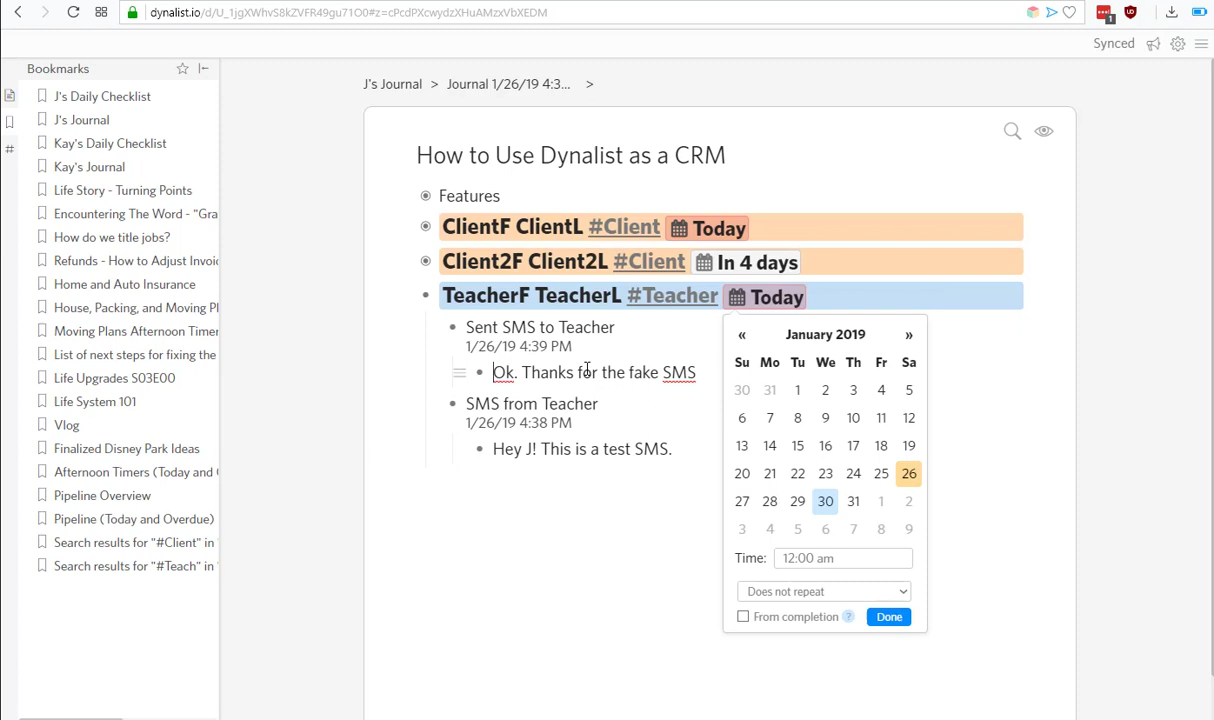 dynalist.io/d/U_1jgXWhvS8kZVFR49gu71O0#z=cPcdPXcwydzXHuAMzxVbXEDM
1
Synced
Bookmarks
J's Daily Checklist
J's Journal
Kay's Daily Checklist
Kay's Journal
Life Story - Turning Points
Encountering The Word - "Gra
How do we title jobs?
Refunds - How to Adjust Invoi
Home and Auto Insurance
House, Packing, and Moving Pl
Moving Plans Afternoon Timer
List of next steps for fixing the
Life Upgrades S03E00
Life System 101
Vlog
Finalized Disney Park Ideas
Afternoon Timers (Today and O
Pipeline Overview
Pipeline (Today and Overdue)
Search results for "#Client" in
Search results for "#Teach" in
#
J's Journal > Journal 1/26/19 4:3... >
How to Use Dynalist as a CRM
Features
ClientF ClientL #Client Today
Client2F Client2L #Client In 4 days
TeacherF TeacherL #Teacher Today
Sent SMS to Teacher
1/26/19 4:39 PM
Ok. Thanks for the fake SMS
SMS from Teacher
1/26/19 4:38 PM
Hey J! This is a test SMS.
« January 2019 »
Su Mo Tu We Th Fr Sa
30 31 1 2 3 4 5
6 7 8 9 10 11 12
13 14 15 16 17 18 19
20 21 22 23 24 25 26
27 28 29 30 31 1 2
3 4 5 6 7 8 9
Time: 12:00 am
Does not repeat
From completion ? Done